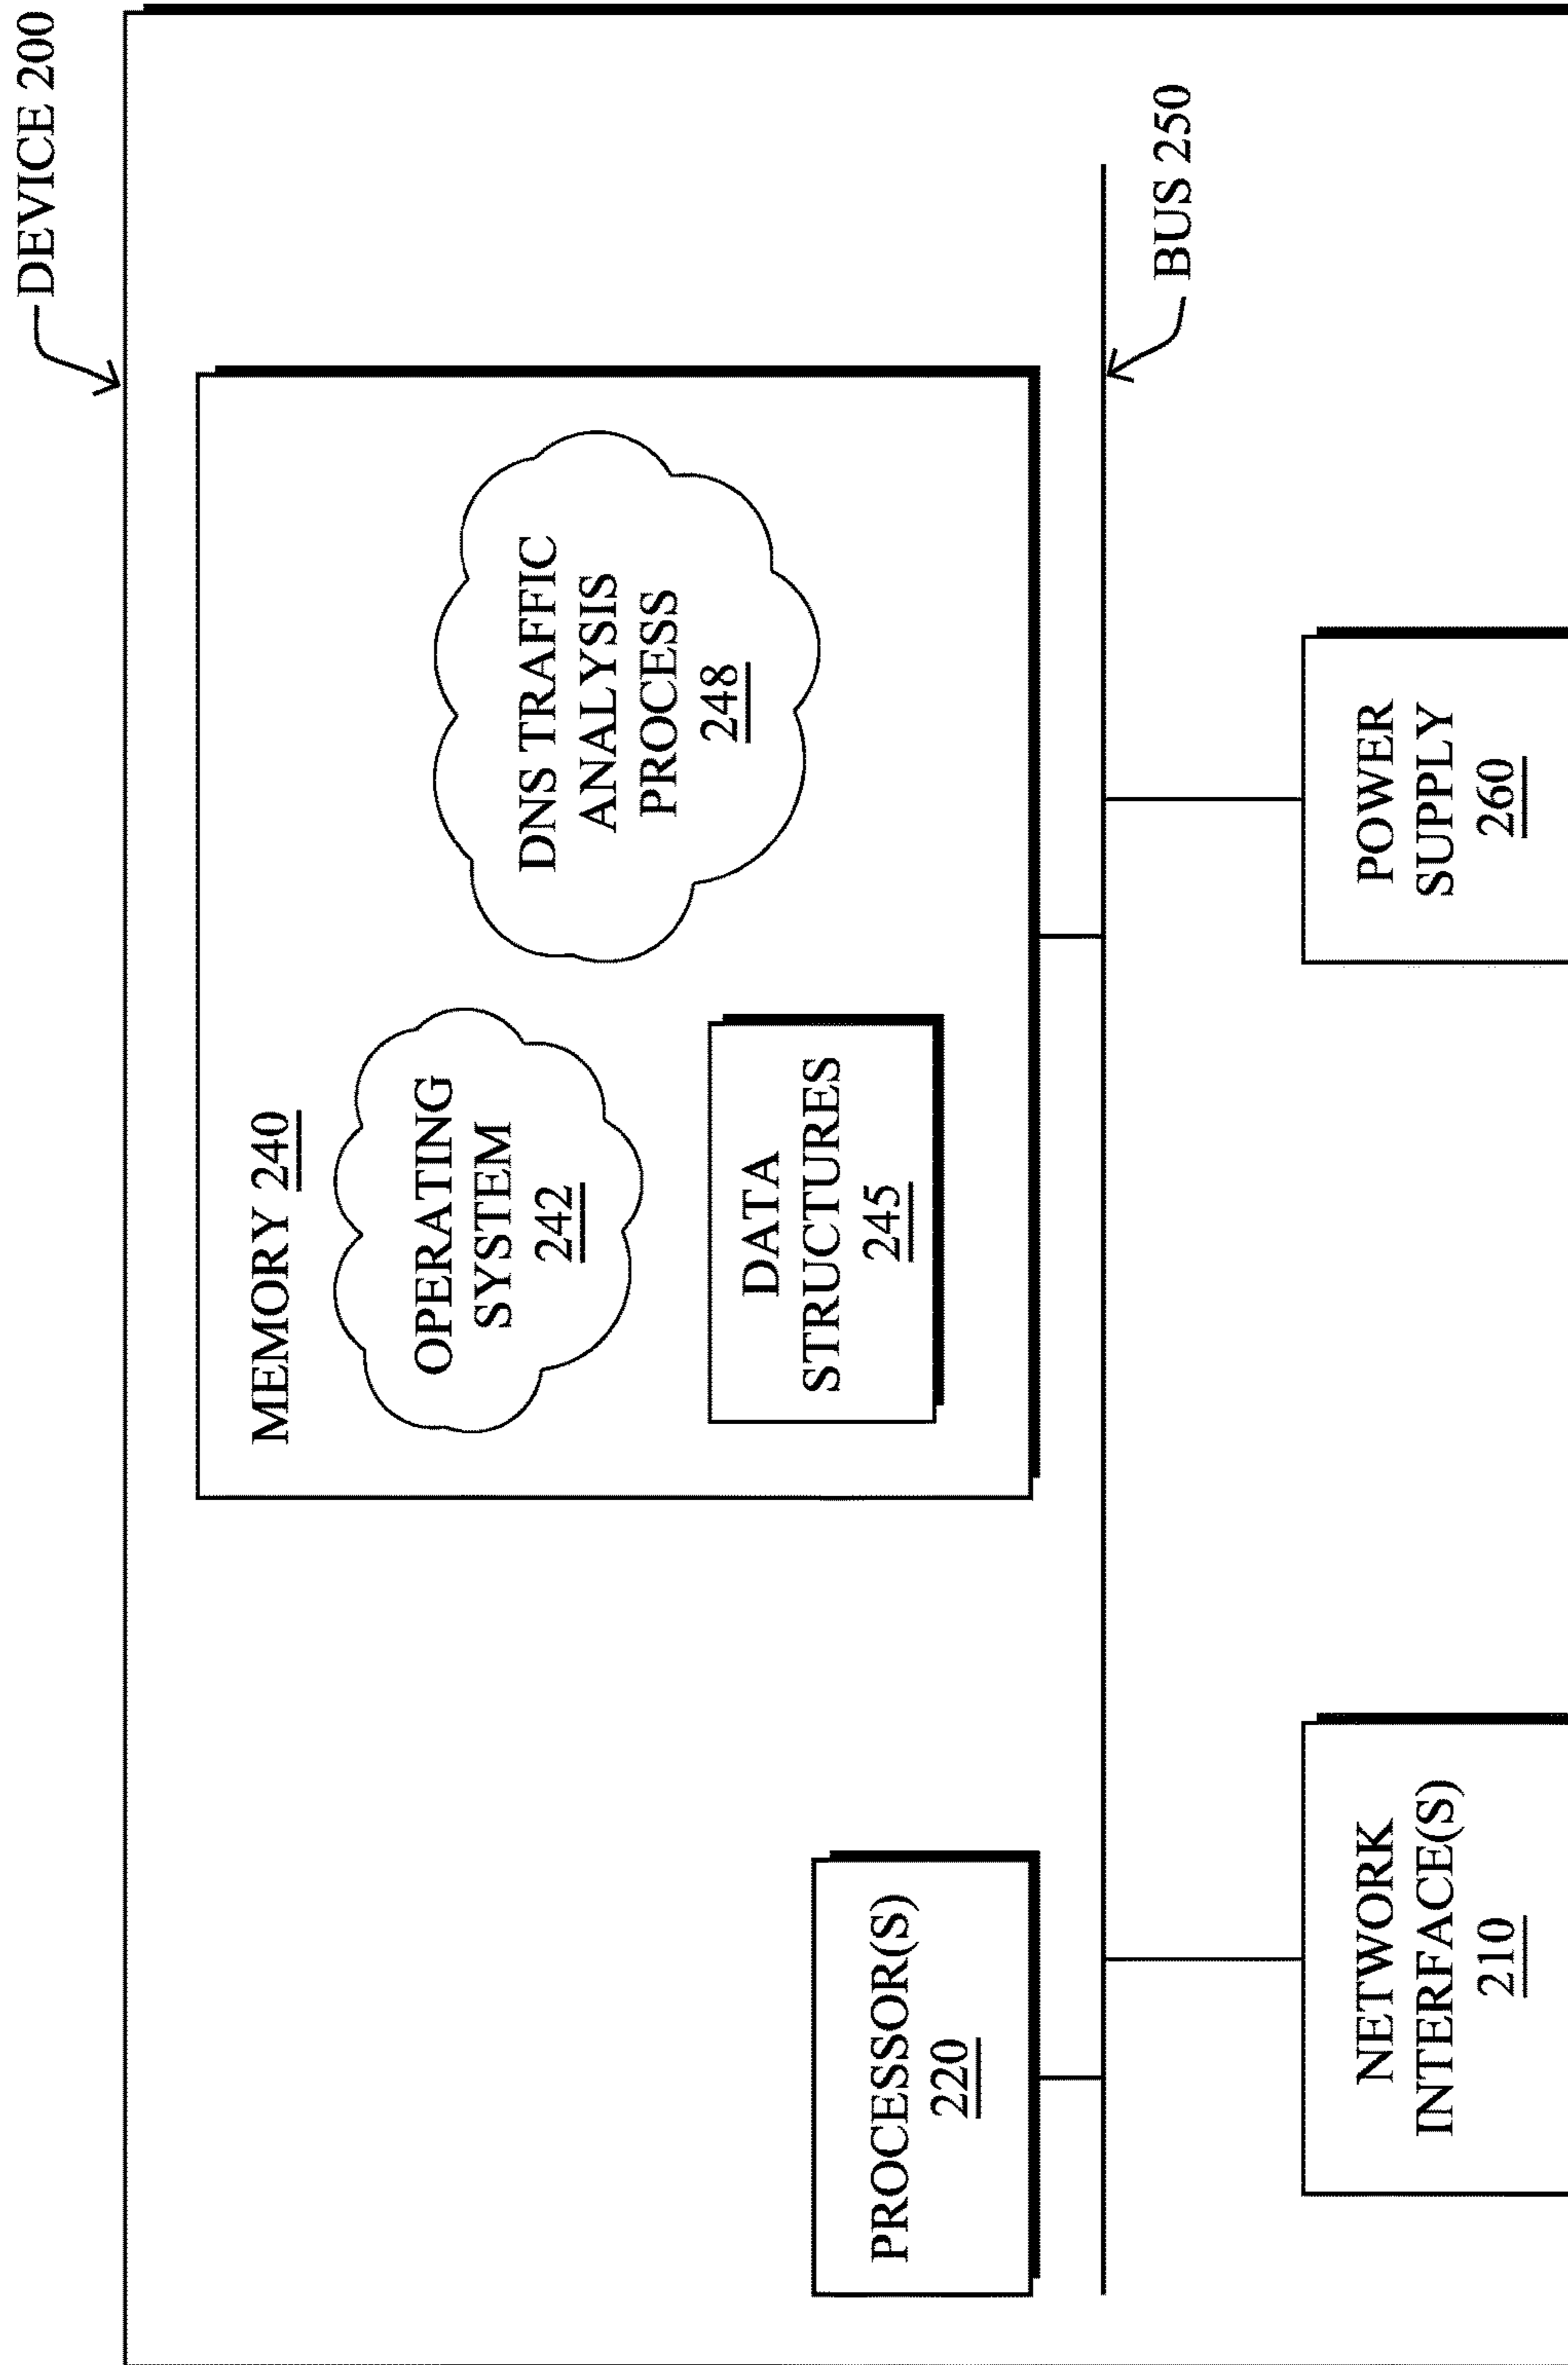 DEVICE 200
MEMORY 240
OPERATING
SYSTEM
242
DATA
STRUCTURES
245
DNS TRAFFIC
ANALYSIS
PROCESS
248
PROCESSOR(S)
220
BUS 250
NETWORK
INTERFACE(S)
210
POWER
SUPPLY
260